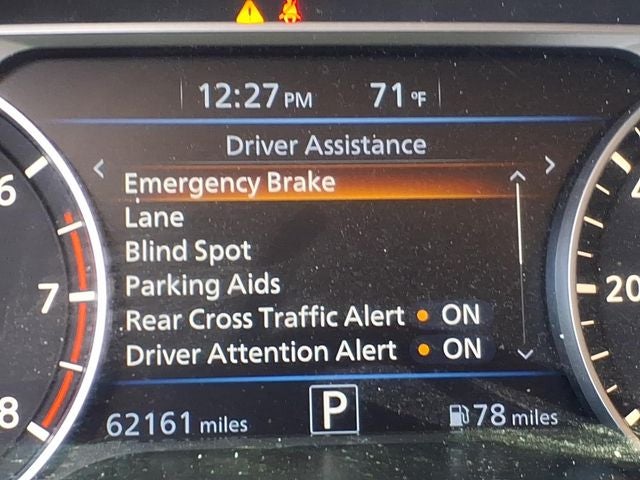 12:27 PM 71 °F
Driver Assistance
Emergency Brake
Lane
Blind Spot
Parking Aids
Rear Cross Traffic Alert ON
Driver Attention Alert ON
62161 miles P 78 miles
6
7
8
20